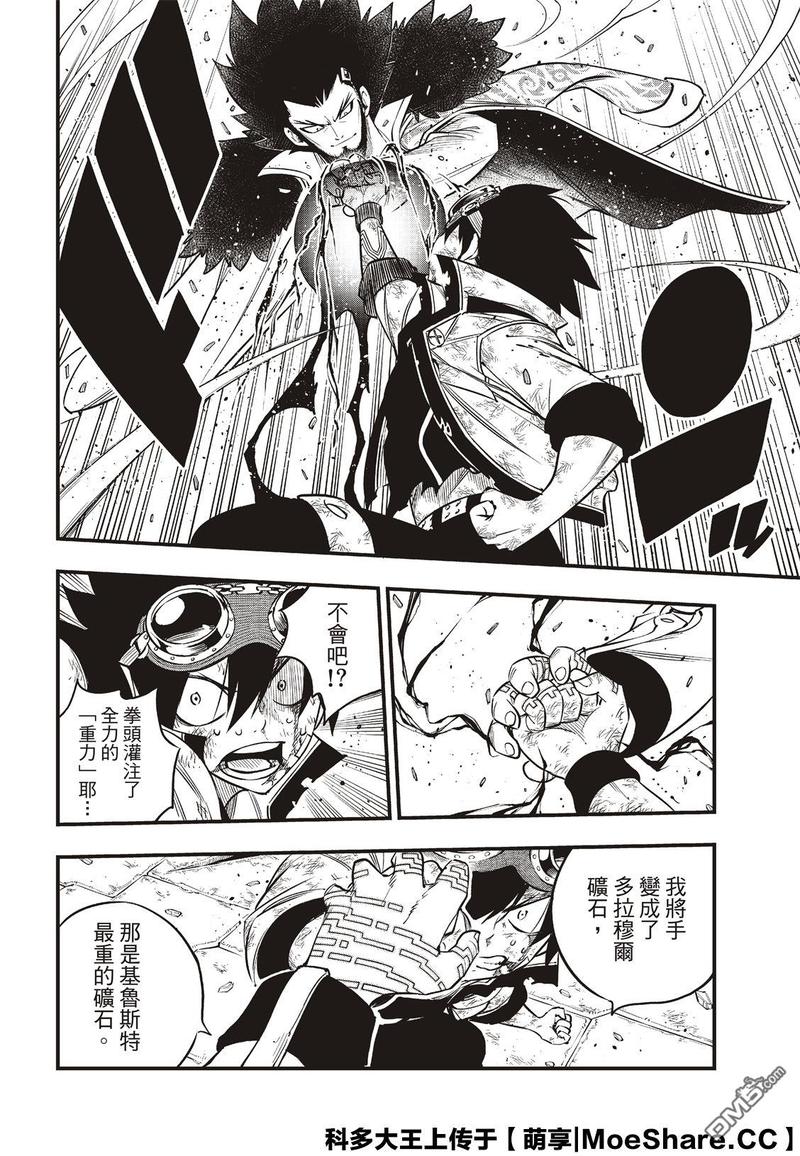 不會吧!?
拳頭灌注了
全力的
「重力」耶…
我將手
變成了
多拉穆爾
礦石，
那是基魯斯特
最重的礦石。
科多大王上传于【萌享|MoeShare.CC】